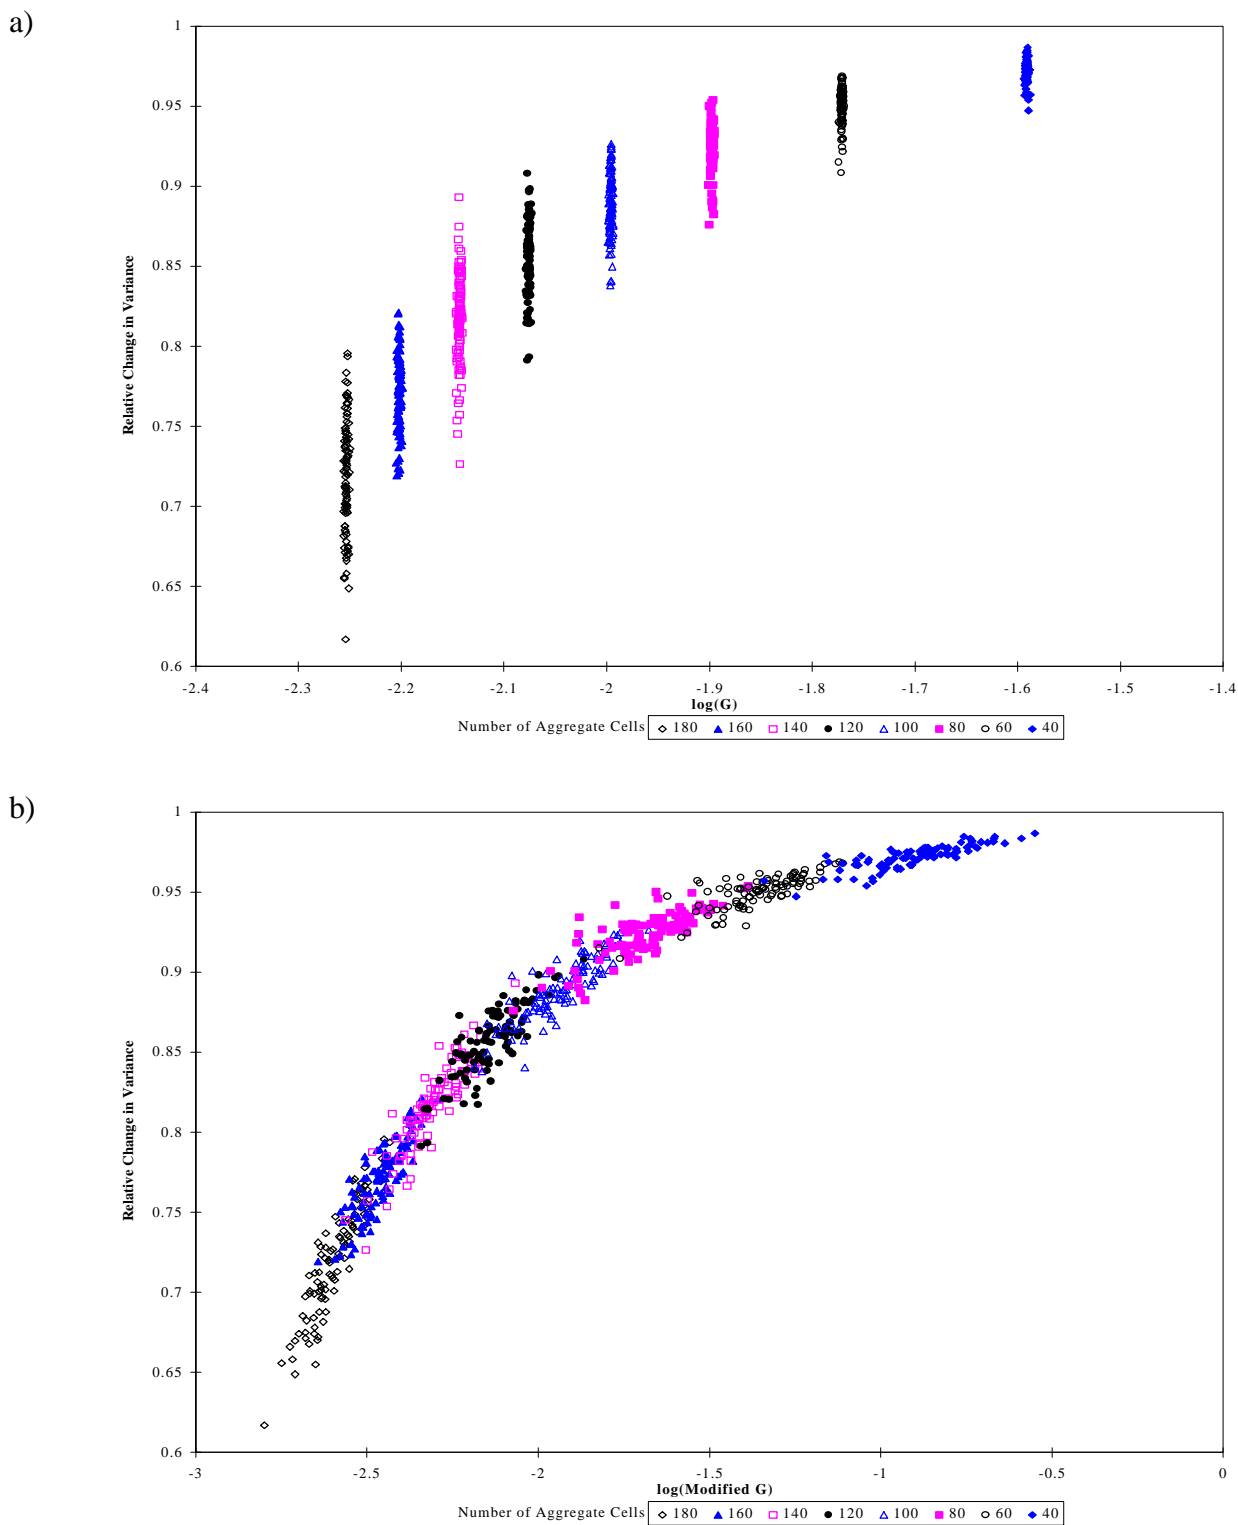 a)
1
0.95
0.9
0.85
0.8
0.75
0.7
0.65
0.6
Relative Change in Variance
-2.4 -2.3 -2.2 -2.1 -2 -1.9 -1.8 -1.7 -1.6 -1.5 -1.4
log(G)
Number of Aggregate Cells 180 160 140 120 100 80 60 40
b)
1
0.95
0.9
0.85
0.8
0.75
0.7
0.65
0.6
Relative Change in Variance
-3 -2.5 -2 -1.5 -1 -0.5 0
log(Modified G)
Number of Aggregate Cells 180 160 140 120 100 80 60 40